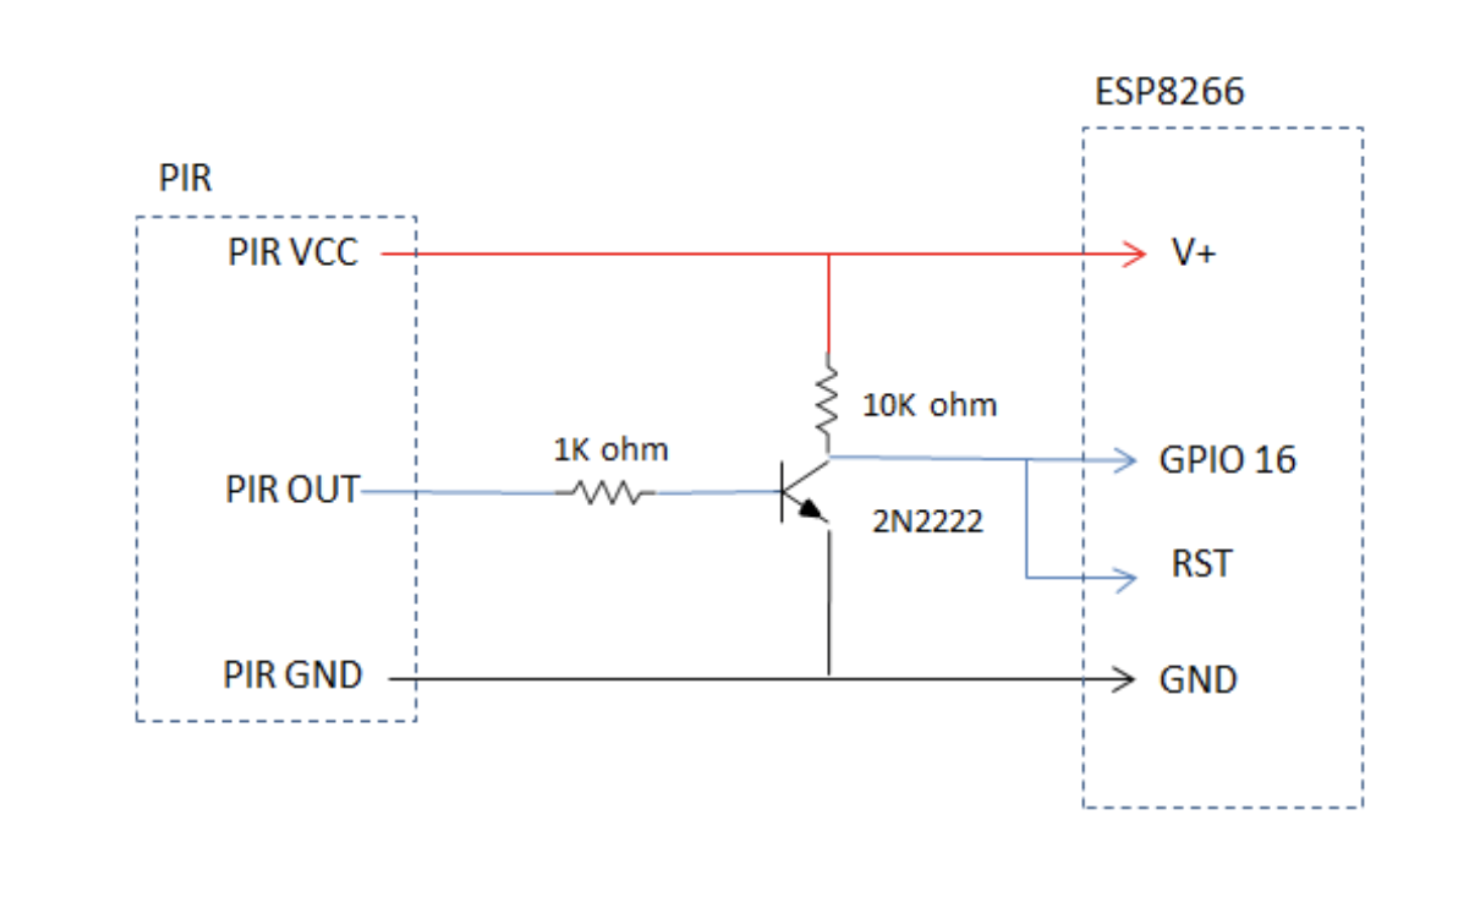 ESP8266
PIR
PIR VCC
V+
10K ohm
1K ohm
GPIO 16
PIR OUT
2N2222
RST
PIR GND
GND